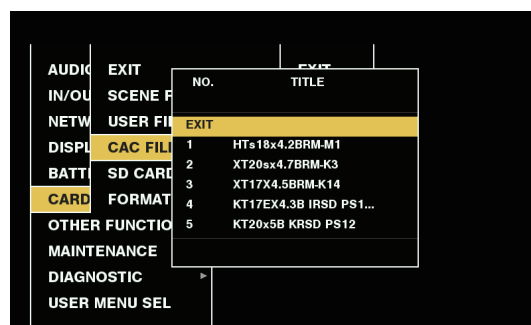 AUDIO
IN/OU
NETW
DISPL
BATT
CARD
OTHER FUNCTIO
MAINTENANCE
DIAGNOSTIC
USER MENU SEL
EXIT
SCENE F
USER FIL
CAC FILI
SD CARD
FORMAT
EXIT
NO. TITLE
EXIT
1 HTs18x4.2BRM-M1
2 XT20sx4.7BRM-K3
3 XT17X4.5BRM-K14
4 KT17EX4.3B IRSD PS1...
5 KT20x5B KRSD PS12